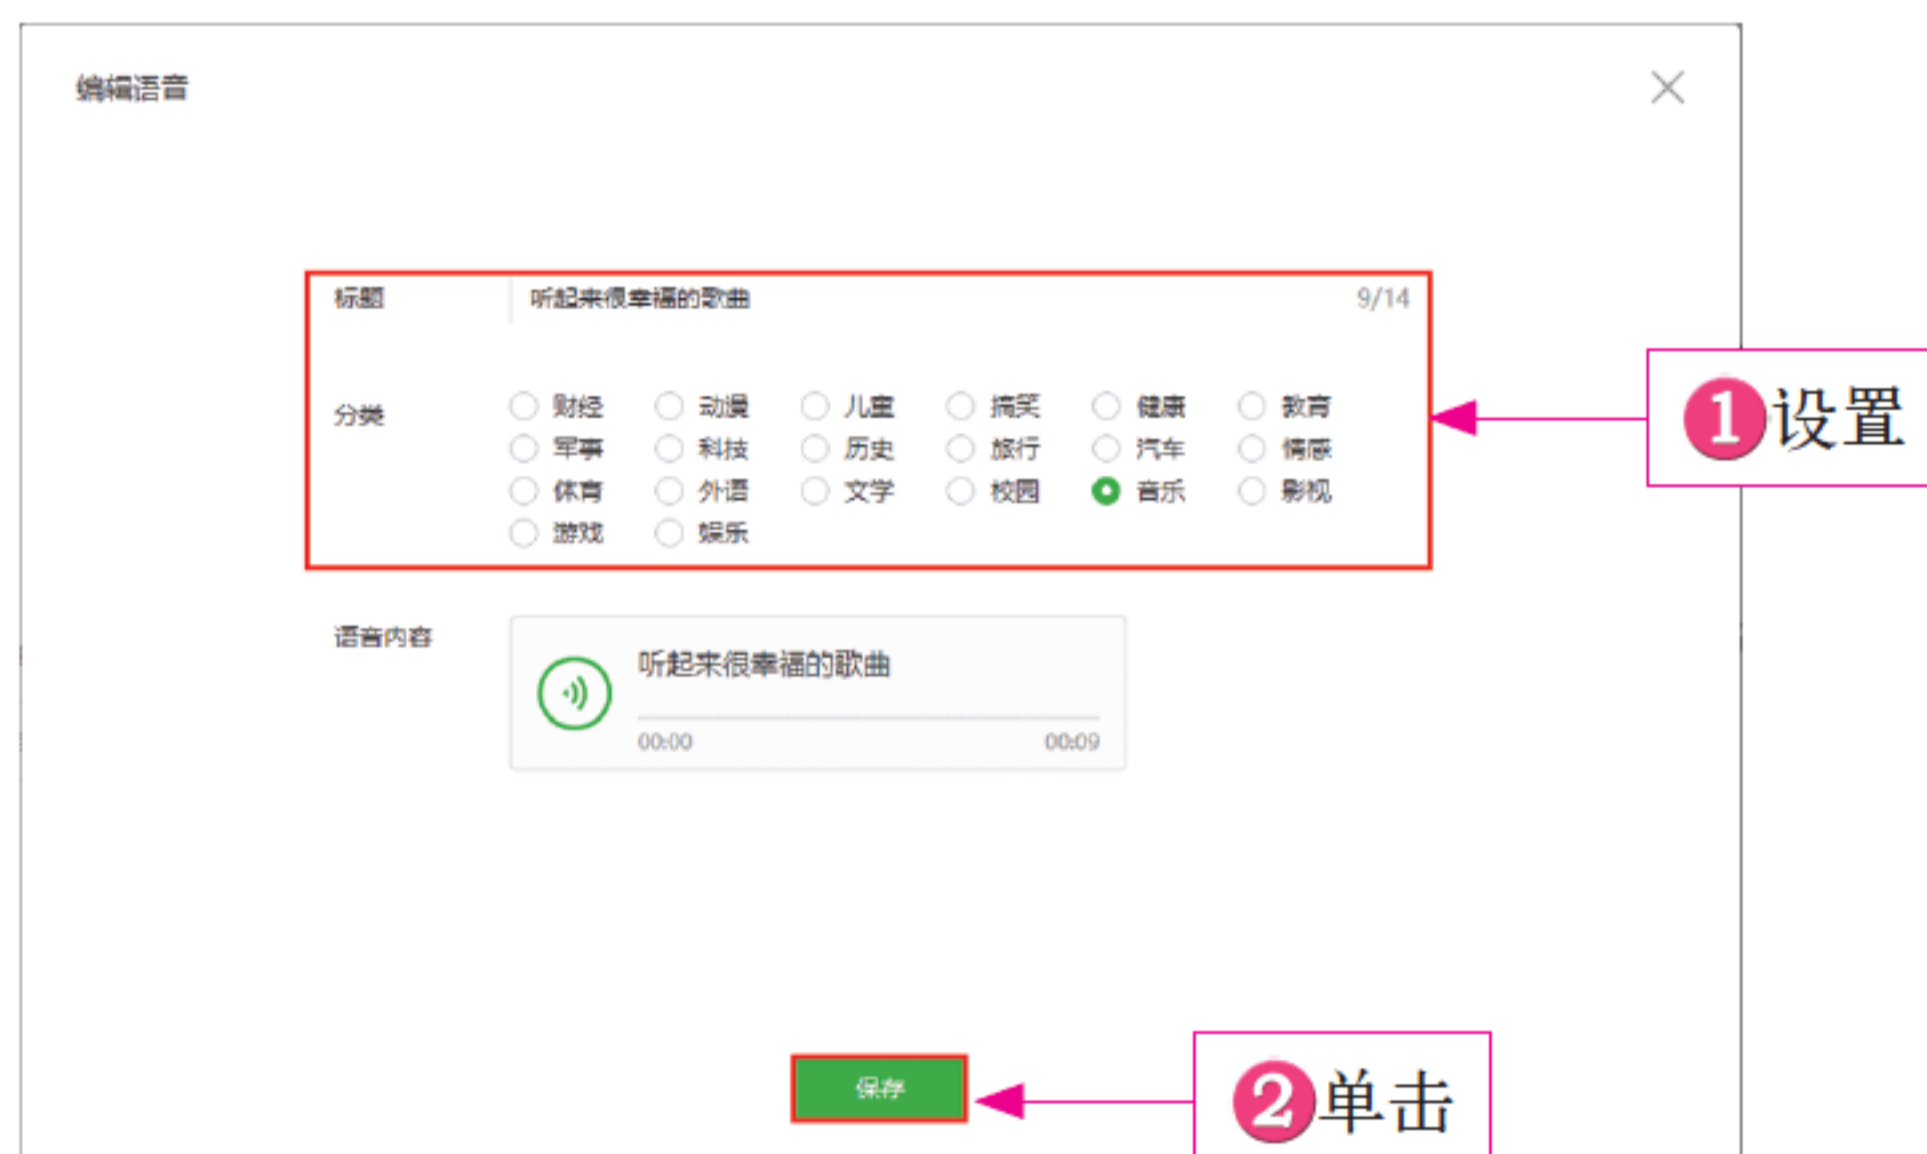 编辑语音
标题 听起来很幸福的歌曲 9/14
分类 财经 动漫 儿童 搞笑 健康 教育
军事 科技 历史 旅行 汽车 情感
体育 外语 文学 校园 音乐 影视
游戏 娱乐
1设置
语音内容 听起来很幸福的歌曲
00:00 00:09
保存
2单击